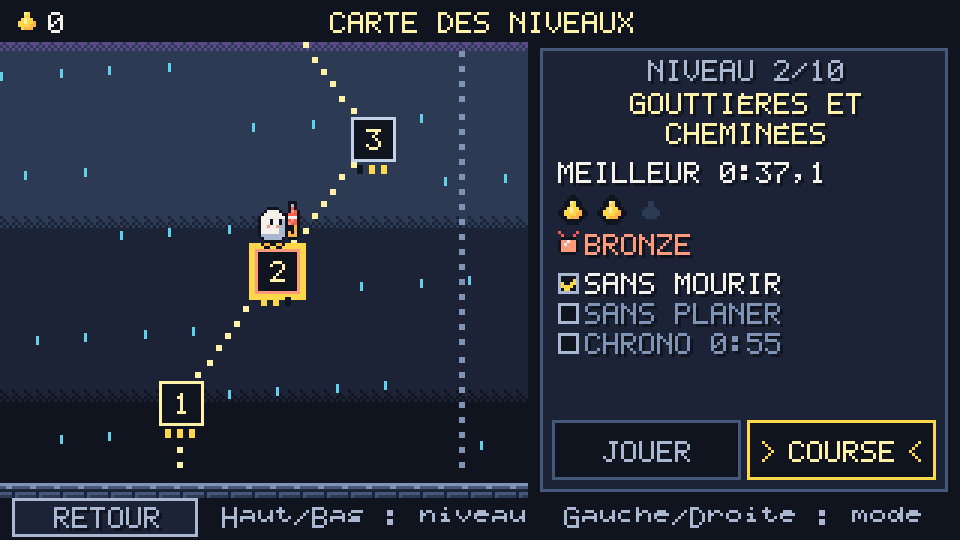 0
CARTE DES NIVEAUX
3
2
1
NIVEAU 2/10
GOUTTIÈRES ET
CHEMINÉES
MEILLEUR 0:37,1
BRONZE
SANS MOURIR
SANS PLANER
CHRONO 0:55
JOUER
> COURSE <
RETOUR
Haut/Bas : niveau
Gauche/Droite : mode